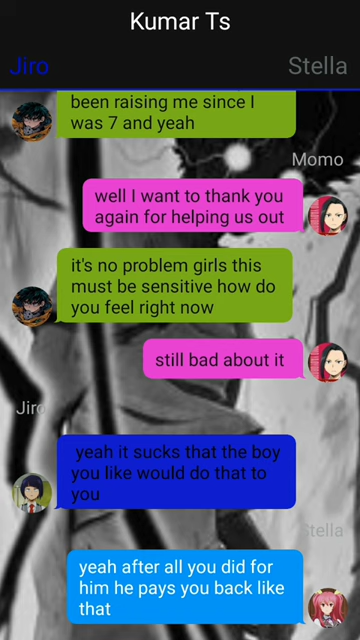 Kumar Ts
Jiro
Stella
been raising me since I
was 7 and yeah
Momo
well I want to thank you
again for helping us out
it's no problem girls this
must be sensitive how do
you feel right now
still bad about it
Jiro
yeah it sucks that the boy
you like would do that to
you
Stella
yeah after all you did for
him he pays you back like
that